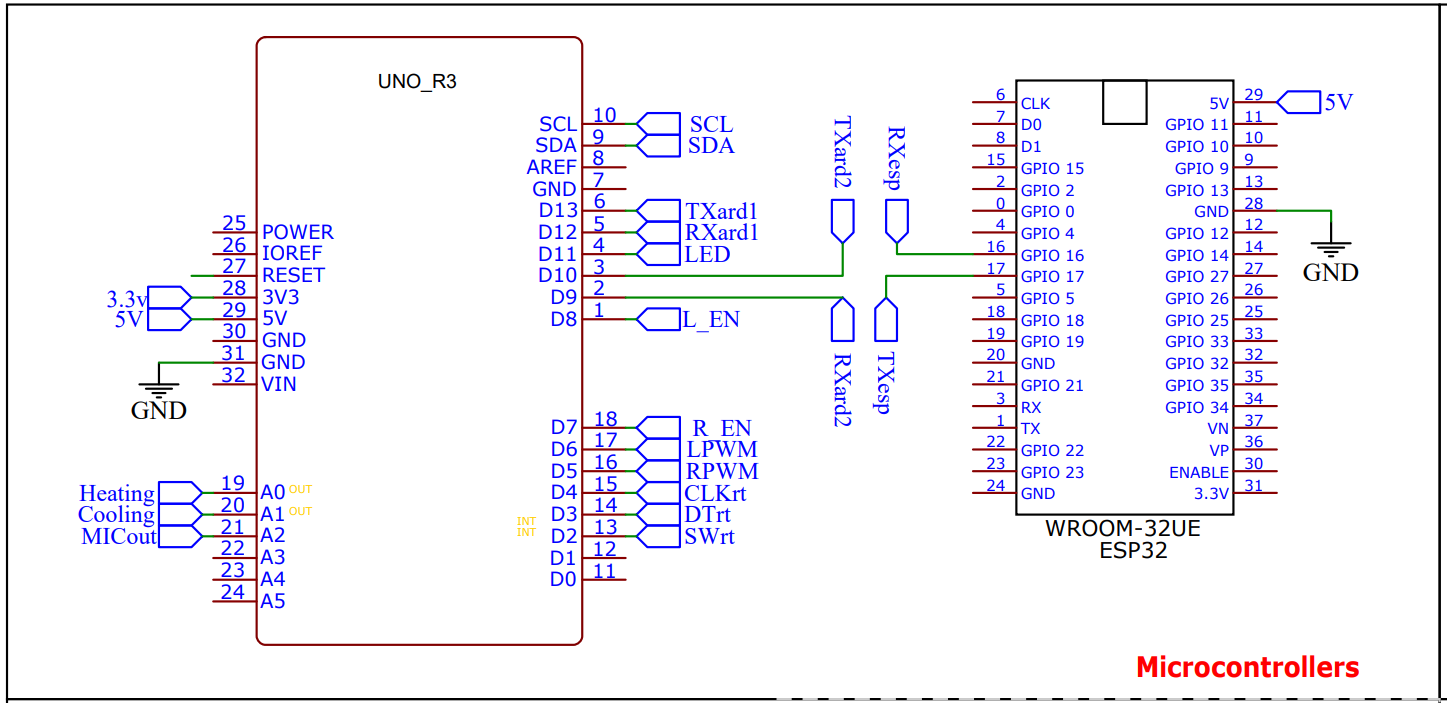 UNO_R3
SCL 10 SCL
SDA 9 SDA
AREF 8
GND 7
D13 6 TXard1
D12 5 RXard1
D11 4 LED
D10 3
D9 2
D8 1 L_EN
25 POWER
26 IOREF
27 RESET
3.3v 28 3V3
5V 29 5V
30 GND
31 GND
32 VIN
GND
D7 18 R_EN
D6 17 LPWM
D5 16 RPWM
D4 15 CLKrt
D3 14 DTrt
D2 13 SWrt
D1 12
D0 11
INT
INT
Heating 19 A0 OUT
Cooling 20 A1 OUT
MICout 21 A2
22 A3
23 A4
24 A5
TXard2
RXesp
RXard2
TXesp
6 CLK
7 D0
8 D1
15 GPIO 15
2 GPIO 2
0 GPIO 0
4 GPIO 4
16 GPIO 16
17 GPIO 17
5 GPIO 5
18 GPIO 18
19 GPIO 19
20 GND
21 GPIO 21
3 RX
1 TX
22 GPIO 22
23 GPIO 23
24 GND
5V 29 5V
GPIO 11 11
GPIO 10 10
GPIO 9 9
GPIO 13 13
GND 28
GPIO 12 12
GPIO 14 14
GPIO 27 27
GPIO 26 26
GPIO 25 25
GPIO 33 33
GPIO 32 32
GPIO 35 35
GPIO 34 34
VN 37
VP 36
ENABLE 30
3.3V 31
GND
WROOM-32UE
ESP32
Microcontrollers